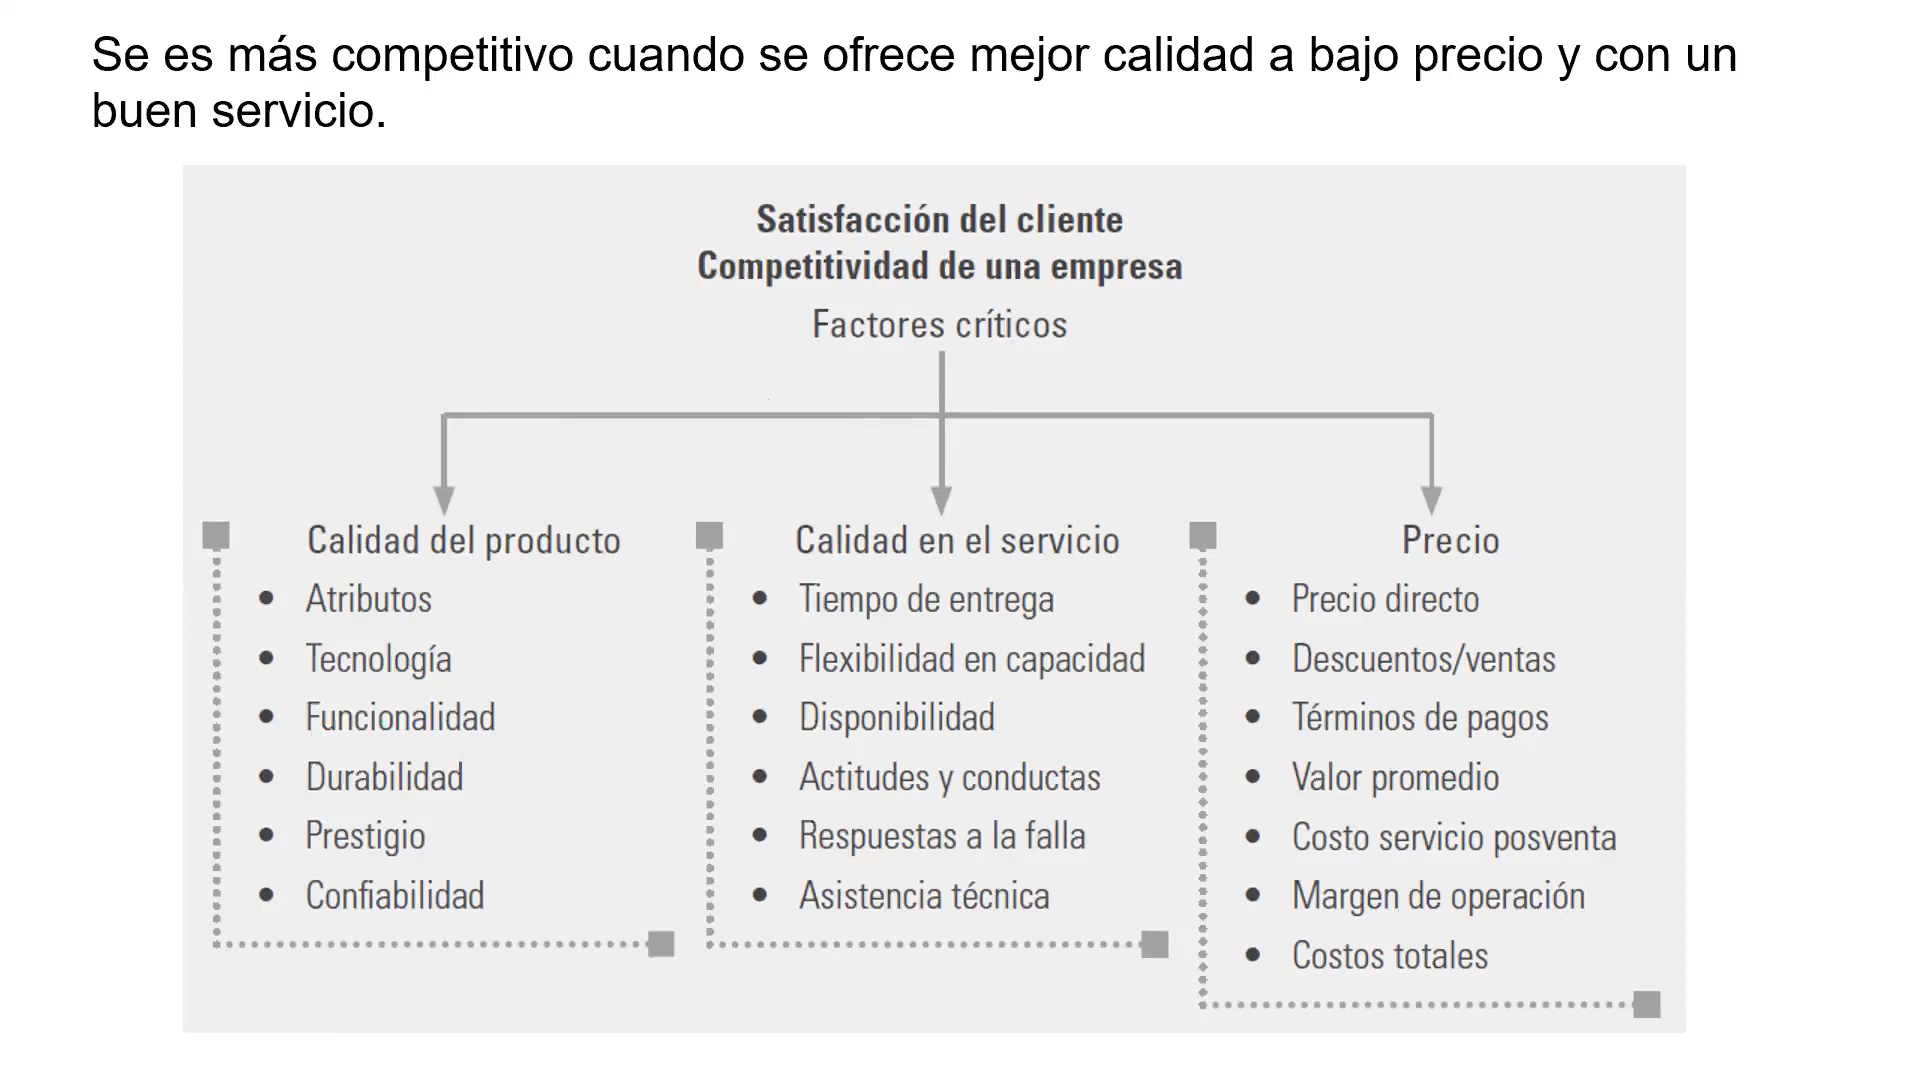 Se es más competitivo cuando se ofrece mejor calidad a bajo precio y con un
buen servicio.
Satisfacción del cliente
Competitividad de una empresa
Factores críticos
Calidad del producto
• Atributos
• Tecnología
• Funcionalidad
• Durabilidad
• Prestigio
• Confiabilidad
Calidad en el servicio
• Tiempo de entrega
• Flexibilidad en capacidad
• Disponibilidad
• Actitudes y conductas
• Respuestas a la falla
• Asistencia técnica
Precio
• Precio directo
• Descuentos/ventas
• Términos de pagos
• Valor promedio
• Costo servicio posventa
• Margen de operación
• Costos totales